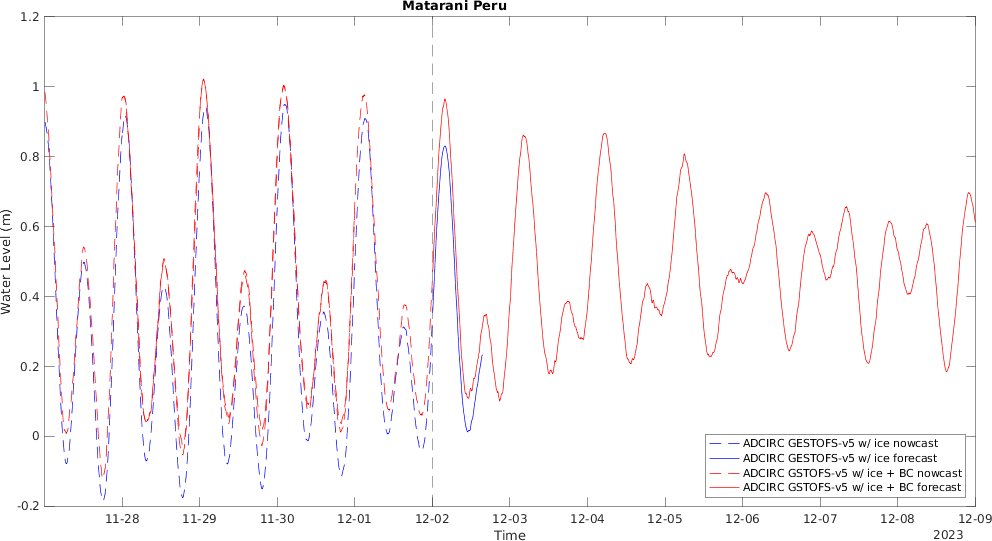 Matarani Peru
1.2
1
0.8
0.6
0.4
0.2
0
-0.2
Water Level (m)
ADCIRC GESTOFS-v5 w/ ice nowcast
ADCIRC GESTOFS-v5 w/ ice forecast
ADCIRC GSTOFS-v5 w/ ice + BC nowcast
ADCIRC GSTOFS-v5 w/ ice + BC forecast
11-28 11-29 11-30 12-01 12-02 12-03 12-04 12-05 12-06 12-07 12-08 12-09
Time
2023